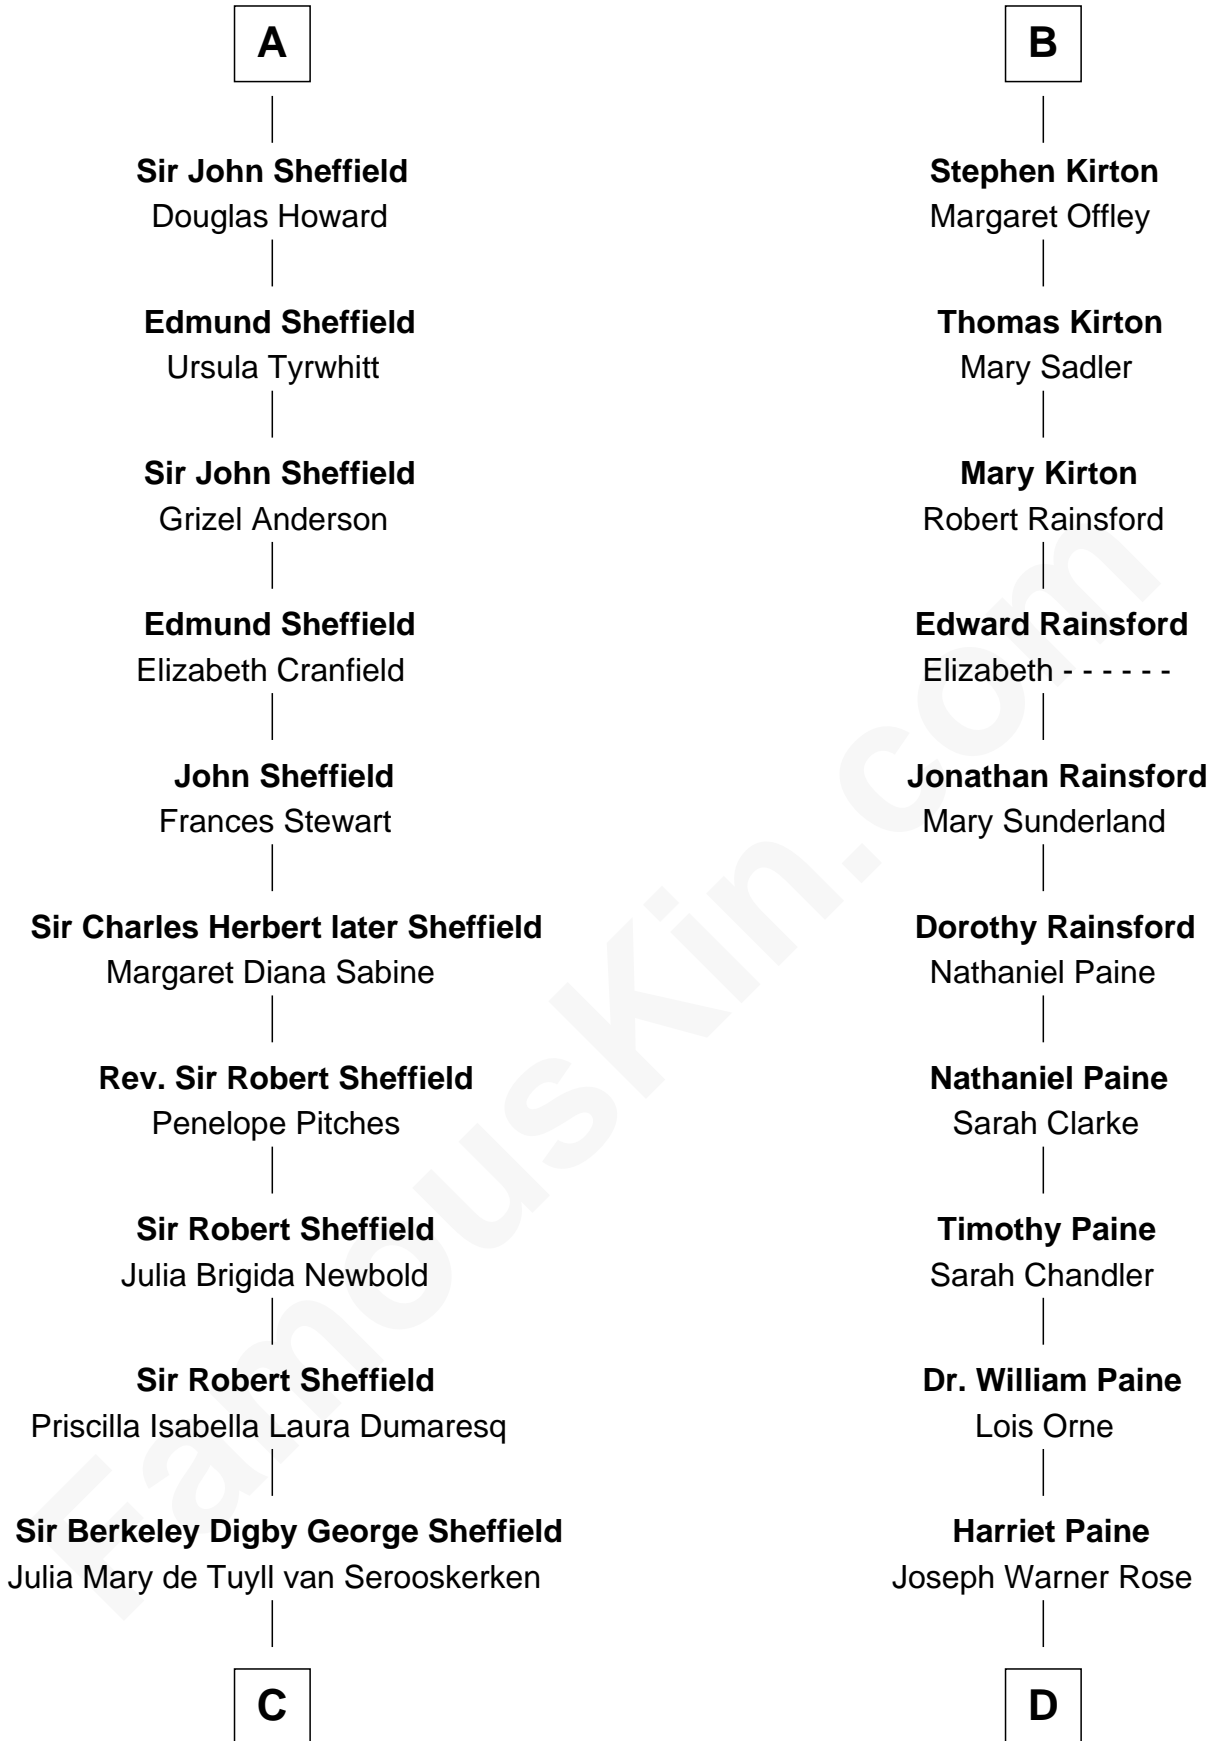 A
Sir John Sheffield
Douglas Howard
Edmund Sheffield
Ursula Tyrwhitt
Sir John Sheffield
Grizel Anderson
Edmund Sheffield
Elizabeth Cranfield
John Sheffield
Frances Stewart
Sir Charles Herbert later Sheffield
Margaret Diana Sabine
Rev. Sir Robert Sheffield
Penelope Pitches
Sir Robert Sheffield
Julia Brigida Newbold
Sir Robert Sheffield
Priscilla Isabella Laura Dumaresq
Sir Berkeley Digby George Sheffield
Julia Mary de Tuyll van Serooskerken
C
B
Stephen Kirton
Margaret Offley
Thomas Kirton
Mary Sadler
Mary Kirton
Robert Rainsford
Edward Rainsford
Elizabeth - - - - - -
Jonathan Rainsford
Mary Sunderland
Dorothy Rainsford
Nathaniel Paine
Nathaniel Paine
Sarah Clarke
Timothy Paine
Sarah Chandler
Dr. William Paine
Lois Orne
Harriet Paine
Joseph Warner Rose
D
FamousKin.com